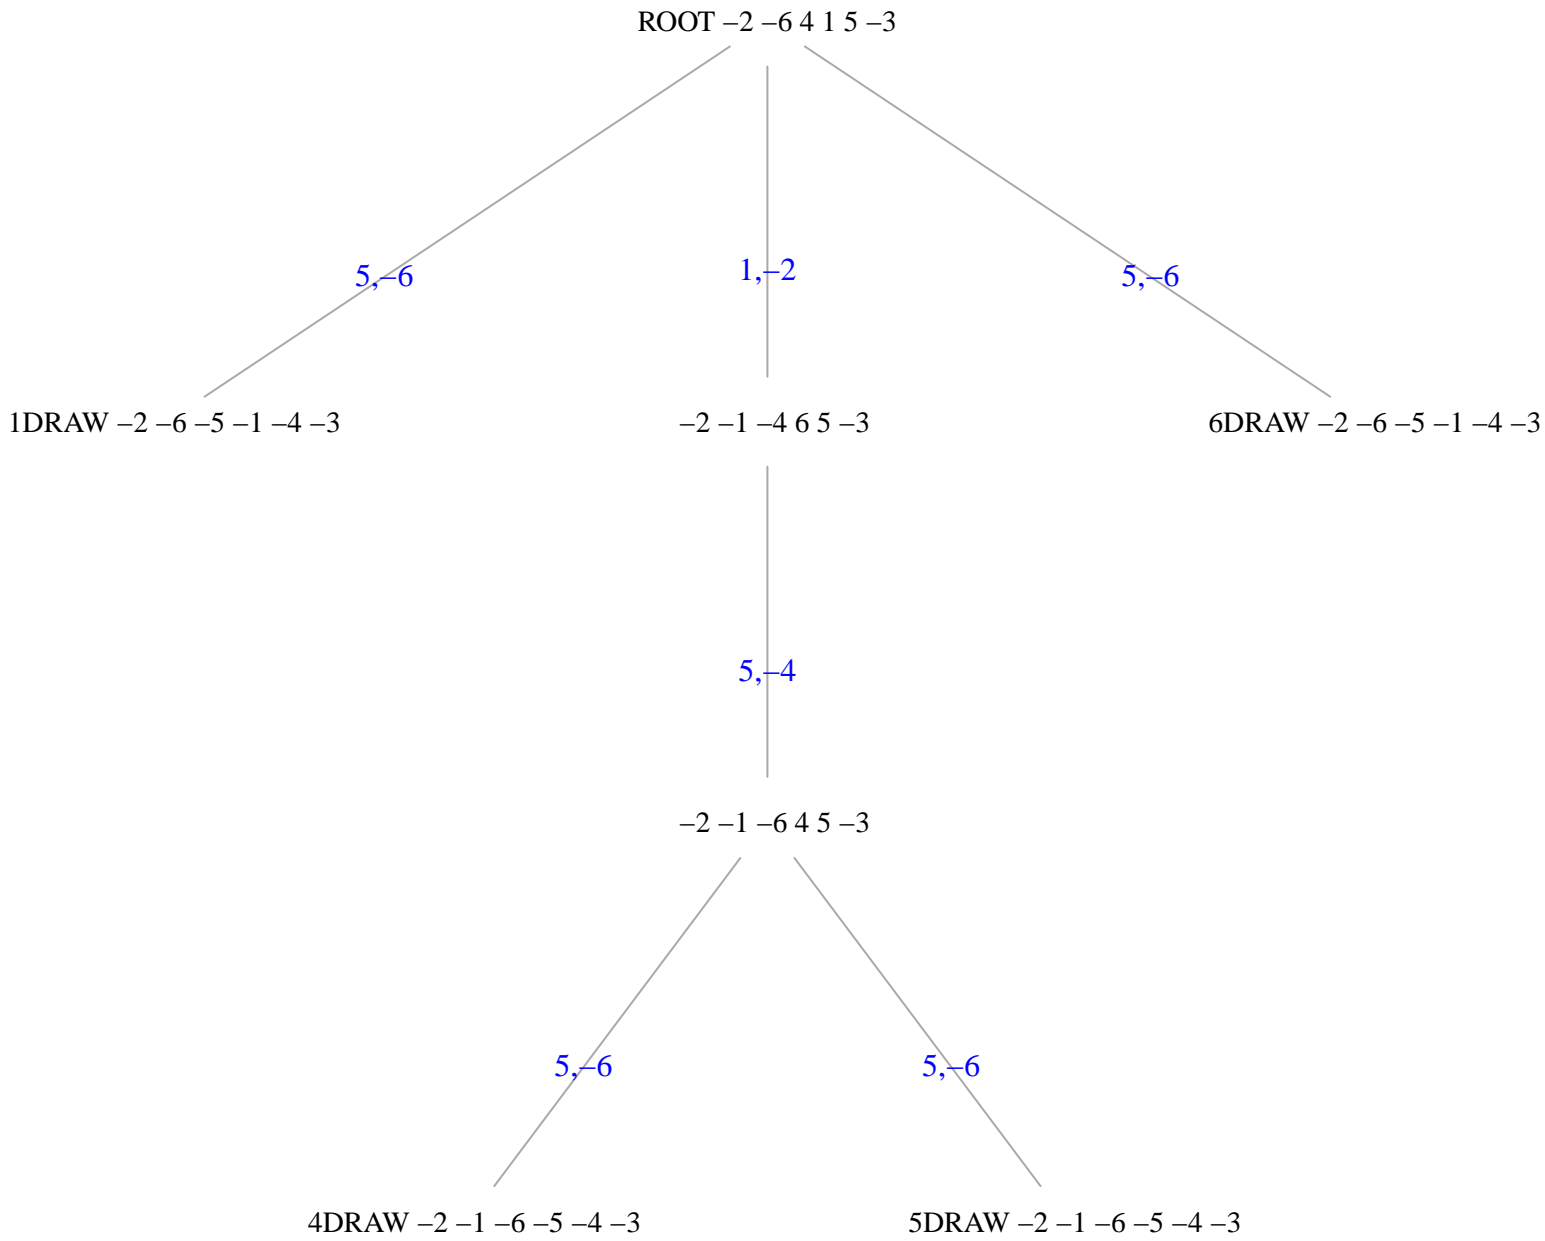 ROOT –2 –6 4 1 5 –3
5,–6
1,–2
5,–6
1DRAW –2 –6 –5 –1 –4 –3
–2 –1 –4 6 5 –3
6DRAW –2 –6 –5 –1 –4 –3
5,–4
–2 –1 –6 4 5 –3
5,–6
5,–6
4DRAW –2 –1 –6 –5 –4 –3
5DRAW –2 –1 –6 –5 –4 –3